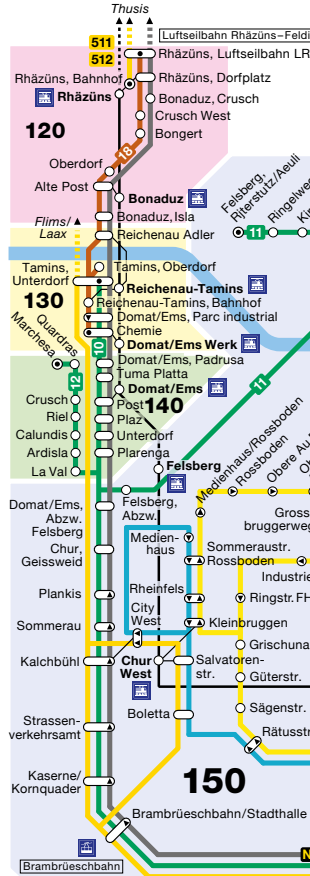 Thusis
511
512
Luftseilbahn Rhäzüns–Feldi
Rhäzüns, Luftseilbahn LR
Rhäzüns, Bahnhof
Rhäzüns, Dorfplatz
Rhäzüns
Bonaduz, Crusch
Crusch West
120
Bongert
18
Oberdorf
Alte Post
Bonaduz
Felsberg,
Riterstutz/Aeuli
Ringelweg
Flims/
Laax
Bonaduz, Isla
Reichenau Adler
11
11
Tamins,
Unterdorf
Tamins, Oberdorf
130
Reichenau-Tamins
Reichenau-Tamins, Bahnhof
Domat/Ems, Parc industrial
Chemie
Quadras
Marchesa
10
Domat/Ems Werk
Domat/Ems, Padrusa
Tuma Platta
12
Domat/Ems
11
Crusch
Post
140
Riel
Plaz
Calundis
Unterdorf
Ardisla
Plarenga
La Val
Felsberg
Medienhaus/Rossboden
Rossboden
Obere Au
Domat/Ems,
Abzw.
Felsberg
Felsberg,
Abzw.
Gross-
bruggerweg
Chur,
Geissweid
Medien-
haus
Sommeraustr.
Rossboden
Industrie
Plankis
Rheinfels
Ringstr. FH
Sommerau
City
West
Kleinbruggen
Kalchbühl
Chur
West
Salvatoren-
str.
Grischuna
Güterstr.
Boletta
Sägenstr.
Strassen-
verkehrsamt
Rätusstr
Kaserne/
Kornquader
150
Brambrüeschbahn/Stadthalle
Brambrüeschbahn
N